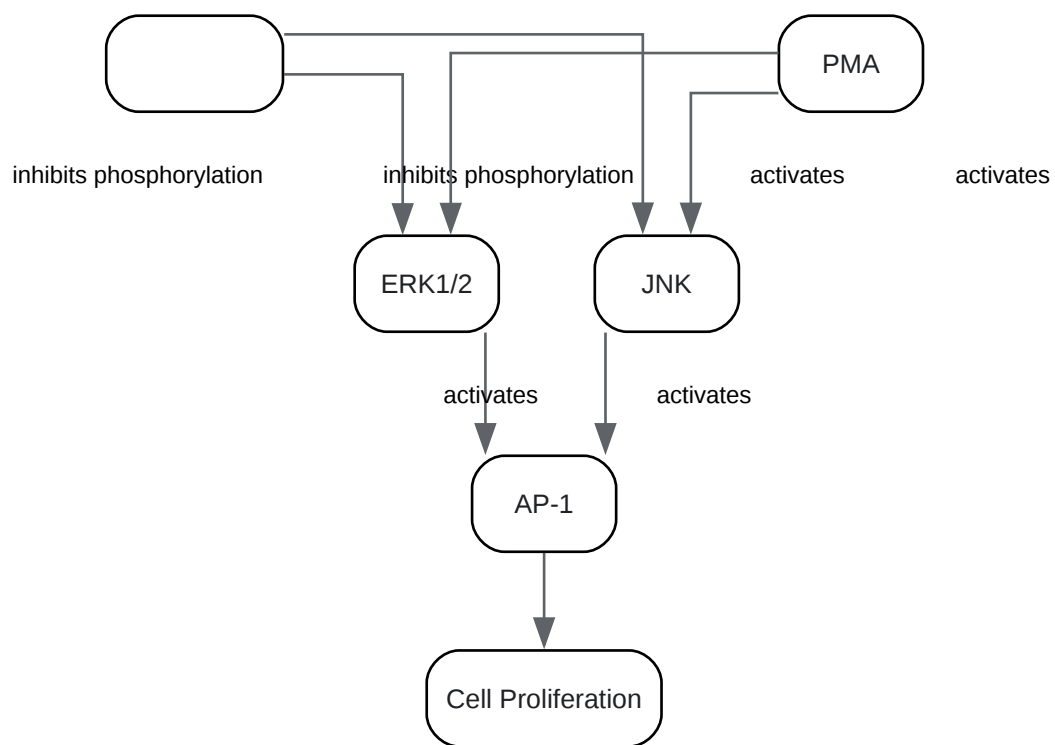 PMA
inhibits phosphorylation
inhibits phosphorylation
activates
activates
ERK1/2
JNK
activates
activates
AP-1
Cell Proliferation